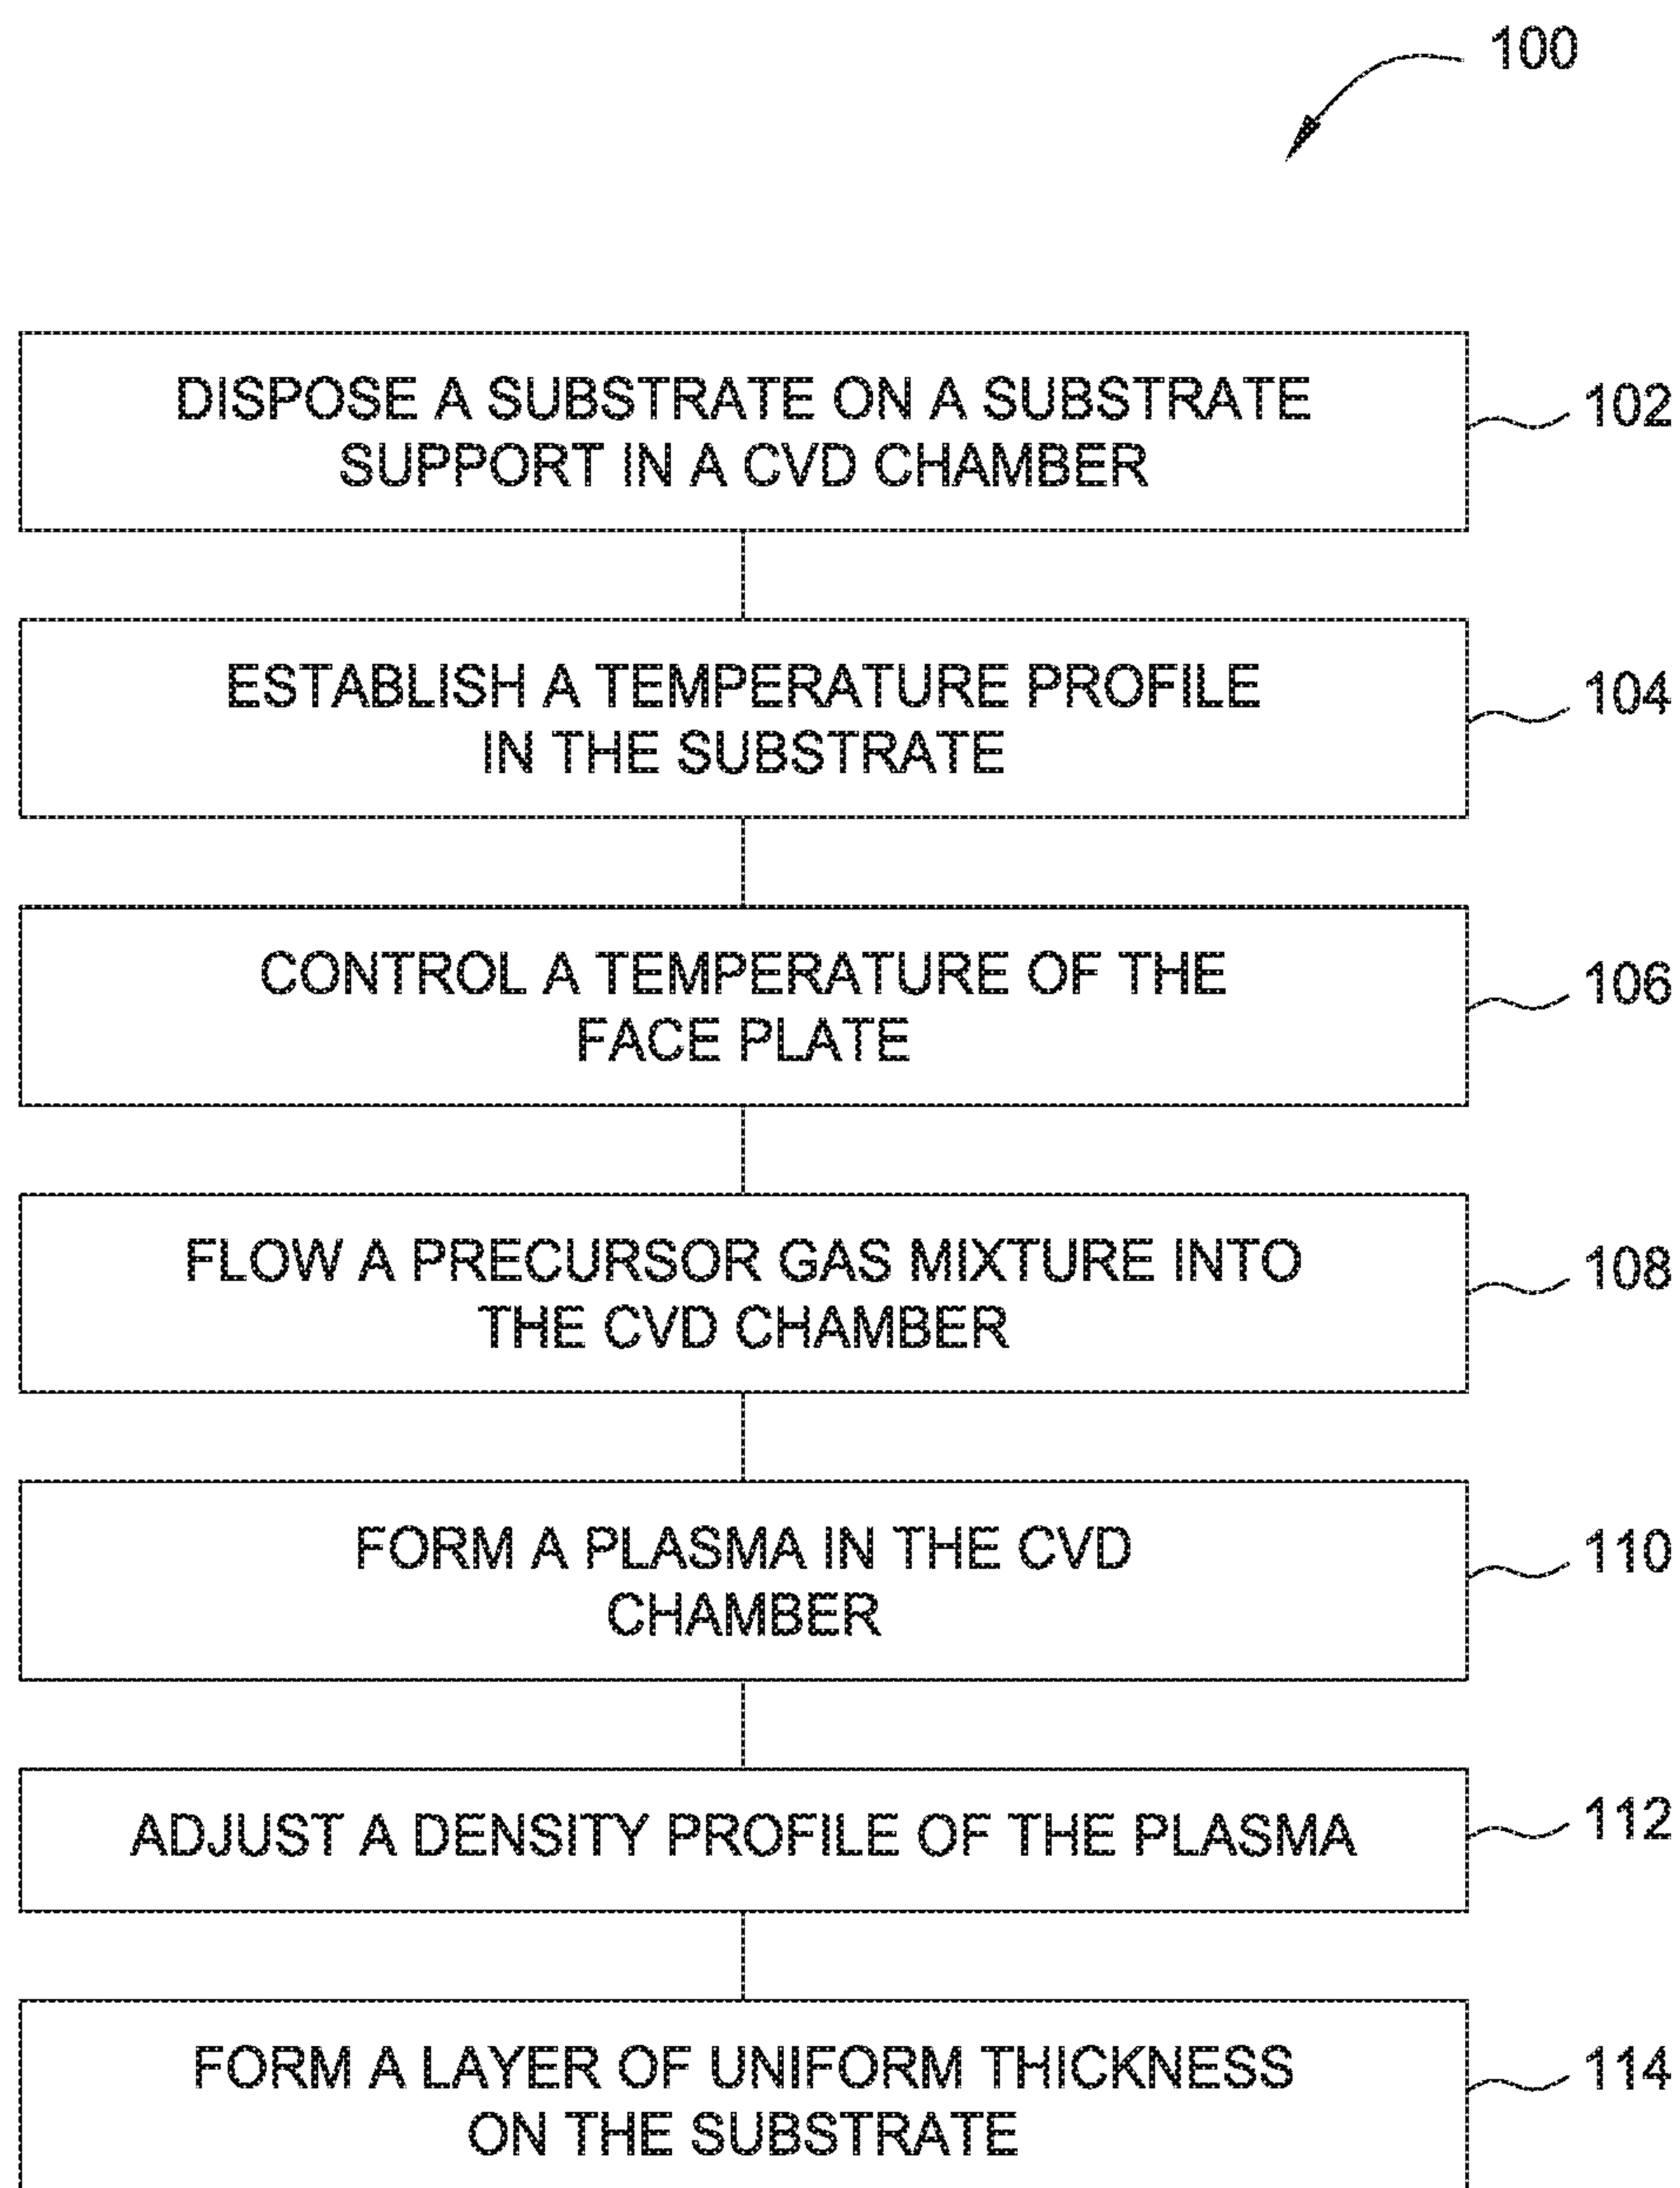 100
DISPOSE A SUBSTRATE ON A SUBSTRATE
SUPPORT IN A CVD CHAMBER
102
ESTABLISH A TEMPERATURE PROFILE
IN THE SUBSTRATE
104
CONTROL A TEMPERATURE OF THE
FACE PLATE
106
FLOW A PRECURSOR GAS MIXTURE INTO
THE CVD CHAMBER
108
FORM A PLASMA IN THE CVD
CHAMBER
110
ADJUST A DENSITY PROFILE OF THE PLASMA
112
FORM A LAYER OF UNIFORM THICKNESS
ON THE SUBSTRATE
114